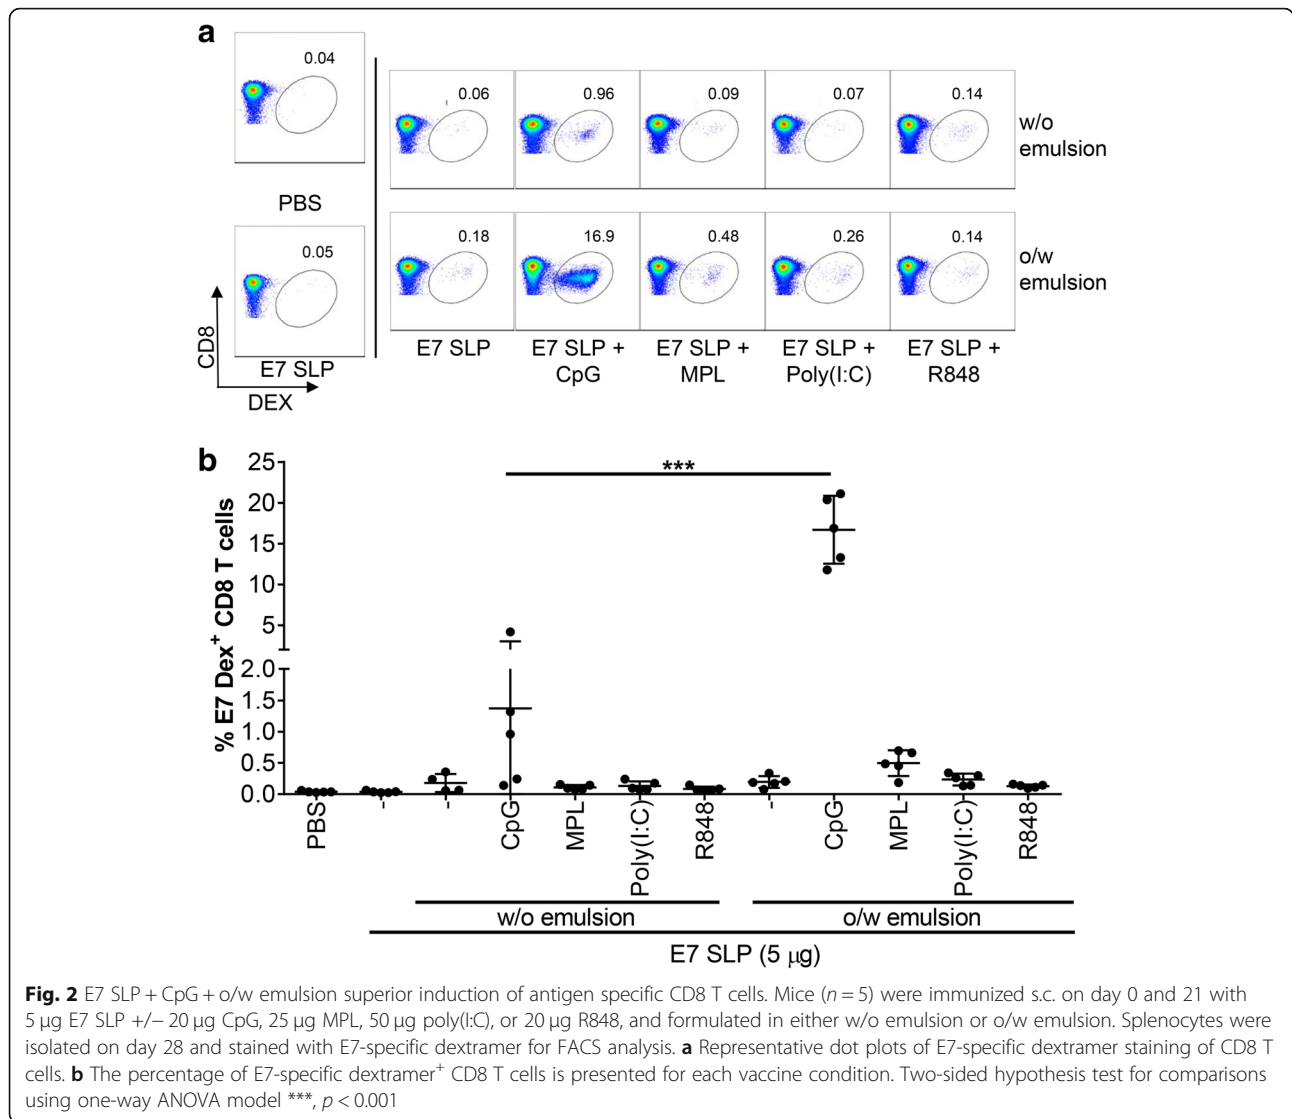 a
0.04
PBS
0.05
E7 SLP
CD8
DEX
0.06 0.96 0.09 0.07 0.14
w/o
emulsion
0.18 16.9 0.48 0.26 0.14
o/w
emulsion
E7 SLP E7 SLP + E7 SLP + E7 SLP + E7 SLP +
CpG MPL Poly(I:C) R848
b
% E7 Dex+ CD8 T cells
25
20
15
10
5
2.0
1.5
1.0
0.5
0.0
***
PBS - - CpG MPL Poly(I:C) R848 - CpG MPL Poly(I:C) R848
w/o emulsion o/w emulsion
E7 SLP (5 μg)
Fig. 2 E7 SLP + CpG + o/w emulsion superior induction of antigen specific CD8 T cells. Mice (n = 5) were immunized s.c. on day 0 and 21 with
5 μg E7 SLP +/− 20 μg CpG, 25 μg MPL, 50 μg poly(I:C), or 20 μg R848, and formulated in either w/o emulsion or o/w emulsion. Splenocytes were
isolated on day 28 and stained with E7-specific dextramer for FACS analysis. a Representative dot plots of E7-specific dextramer staining of CD8 T
cells. b The percentage of E7-specific dextramer+ CD8 T cells is presented for each vaccine condition. Two-sided hypothesis test for comparisons
using one-way ANOVA model ***, p < 0.001